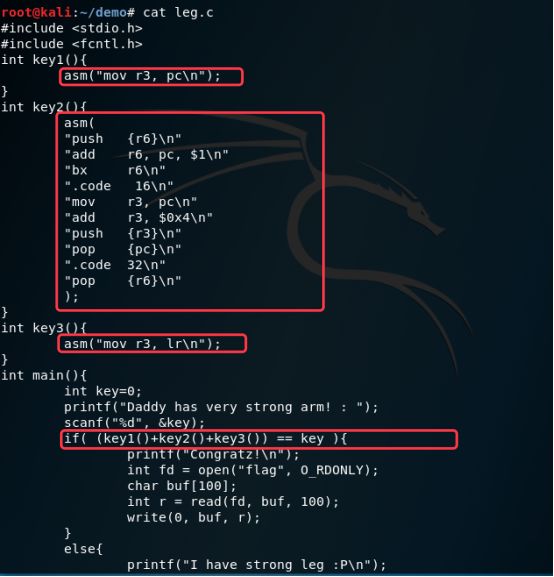 root@kali:~/demo# cat leg.c
#include <stdio.h>
#include <fcntl.h>
int key1(){
        asm("mov r3, pc\n");
}
int key2(){
        asm(
        "push   {r6}\n"
        "add    r6, pc, $1\n"
        "bx     r6\n"
        ".code   16\n"
        "mov    r3, pc\n"
        "add    r3, $0x4\n"
        "push   {r3}\n"
        "pop    {pc}\n"
        ".code  32\n"
        "pop    {r6}\n"
        );
}
int key3(){
        asm("mov r3, lr\n");
}
int main(){
        int key=0;
        printf("Daddy has very strong arm! : ");
        scanf("%d", &key);
        if( (key1()+key2()+key3()) == key ){
                printf("Congratz!\n");
                int fd = open("flag", O_RDONLY);
                char buf[100];
                int r = read(fd, buf, 100);
                write(0, buf, r);
        }
        else{
                printf("I have strong leg :P\n");